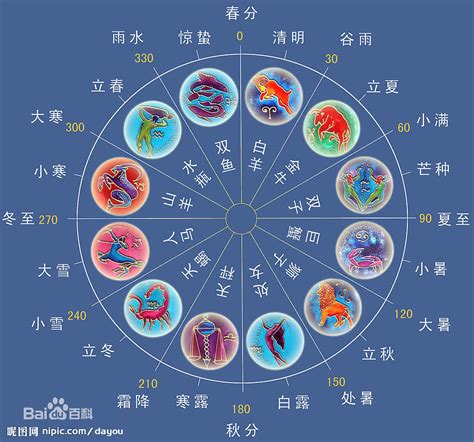 春分
0
清明
谷雨
30
立夏
小满
60
芒种
夏至
90
小暑
大暑
120
立秋
处暑
150
白露
秋分
180
寒露
霜降
210
立冬
小雪
240
大雪
冬至
270
小寒
大寒
300
立春
雨水
330
惊蛰
白羊
金牛
双子
巨蟹
狮子
处女
天秤
天蝎
人马
山羊
水瓶
双鱼
Bai du 百科
昵图网 nipic.com/dayou